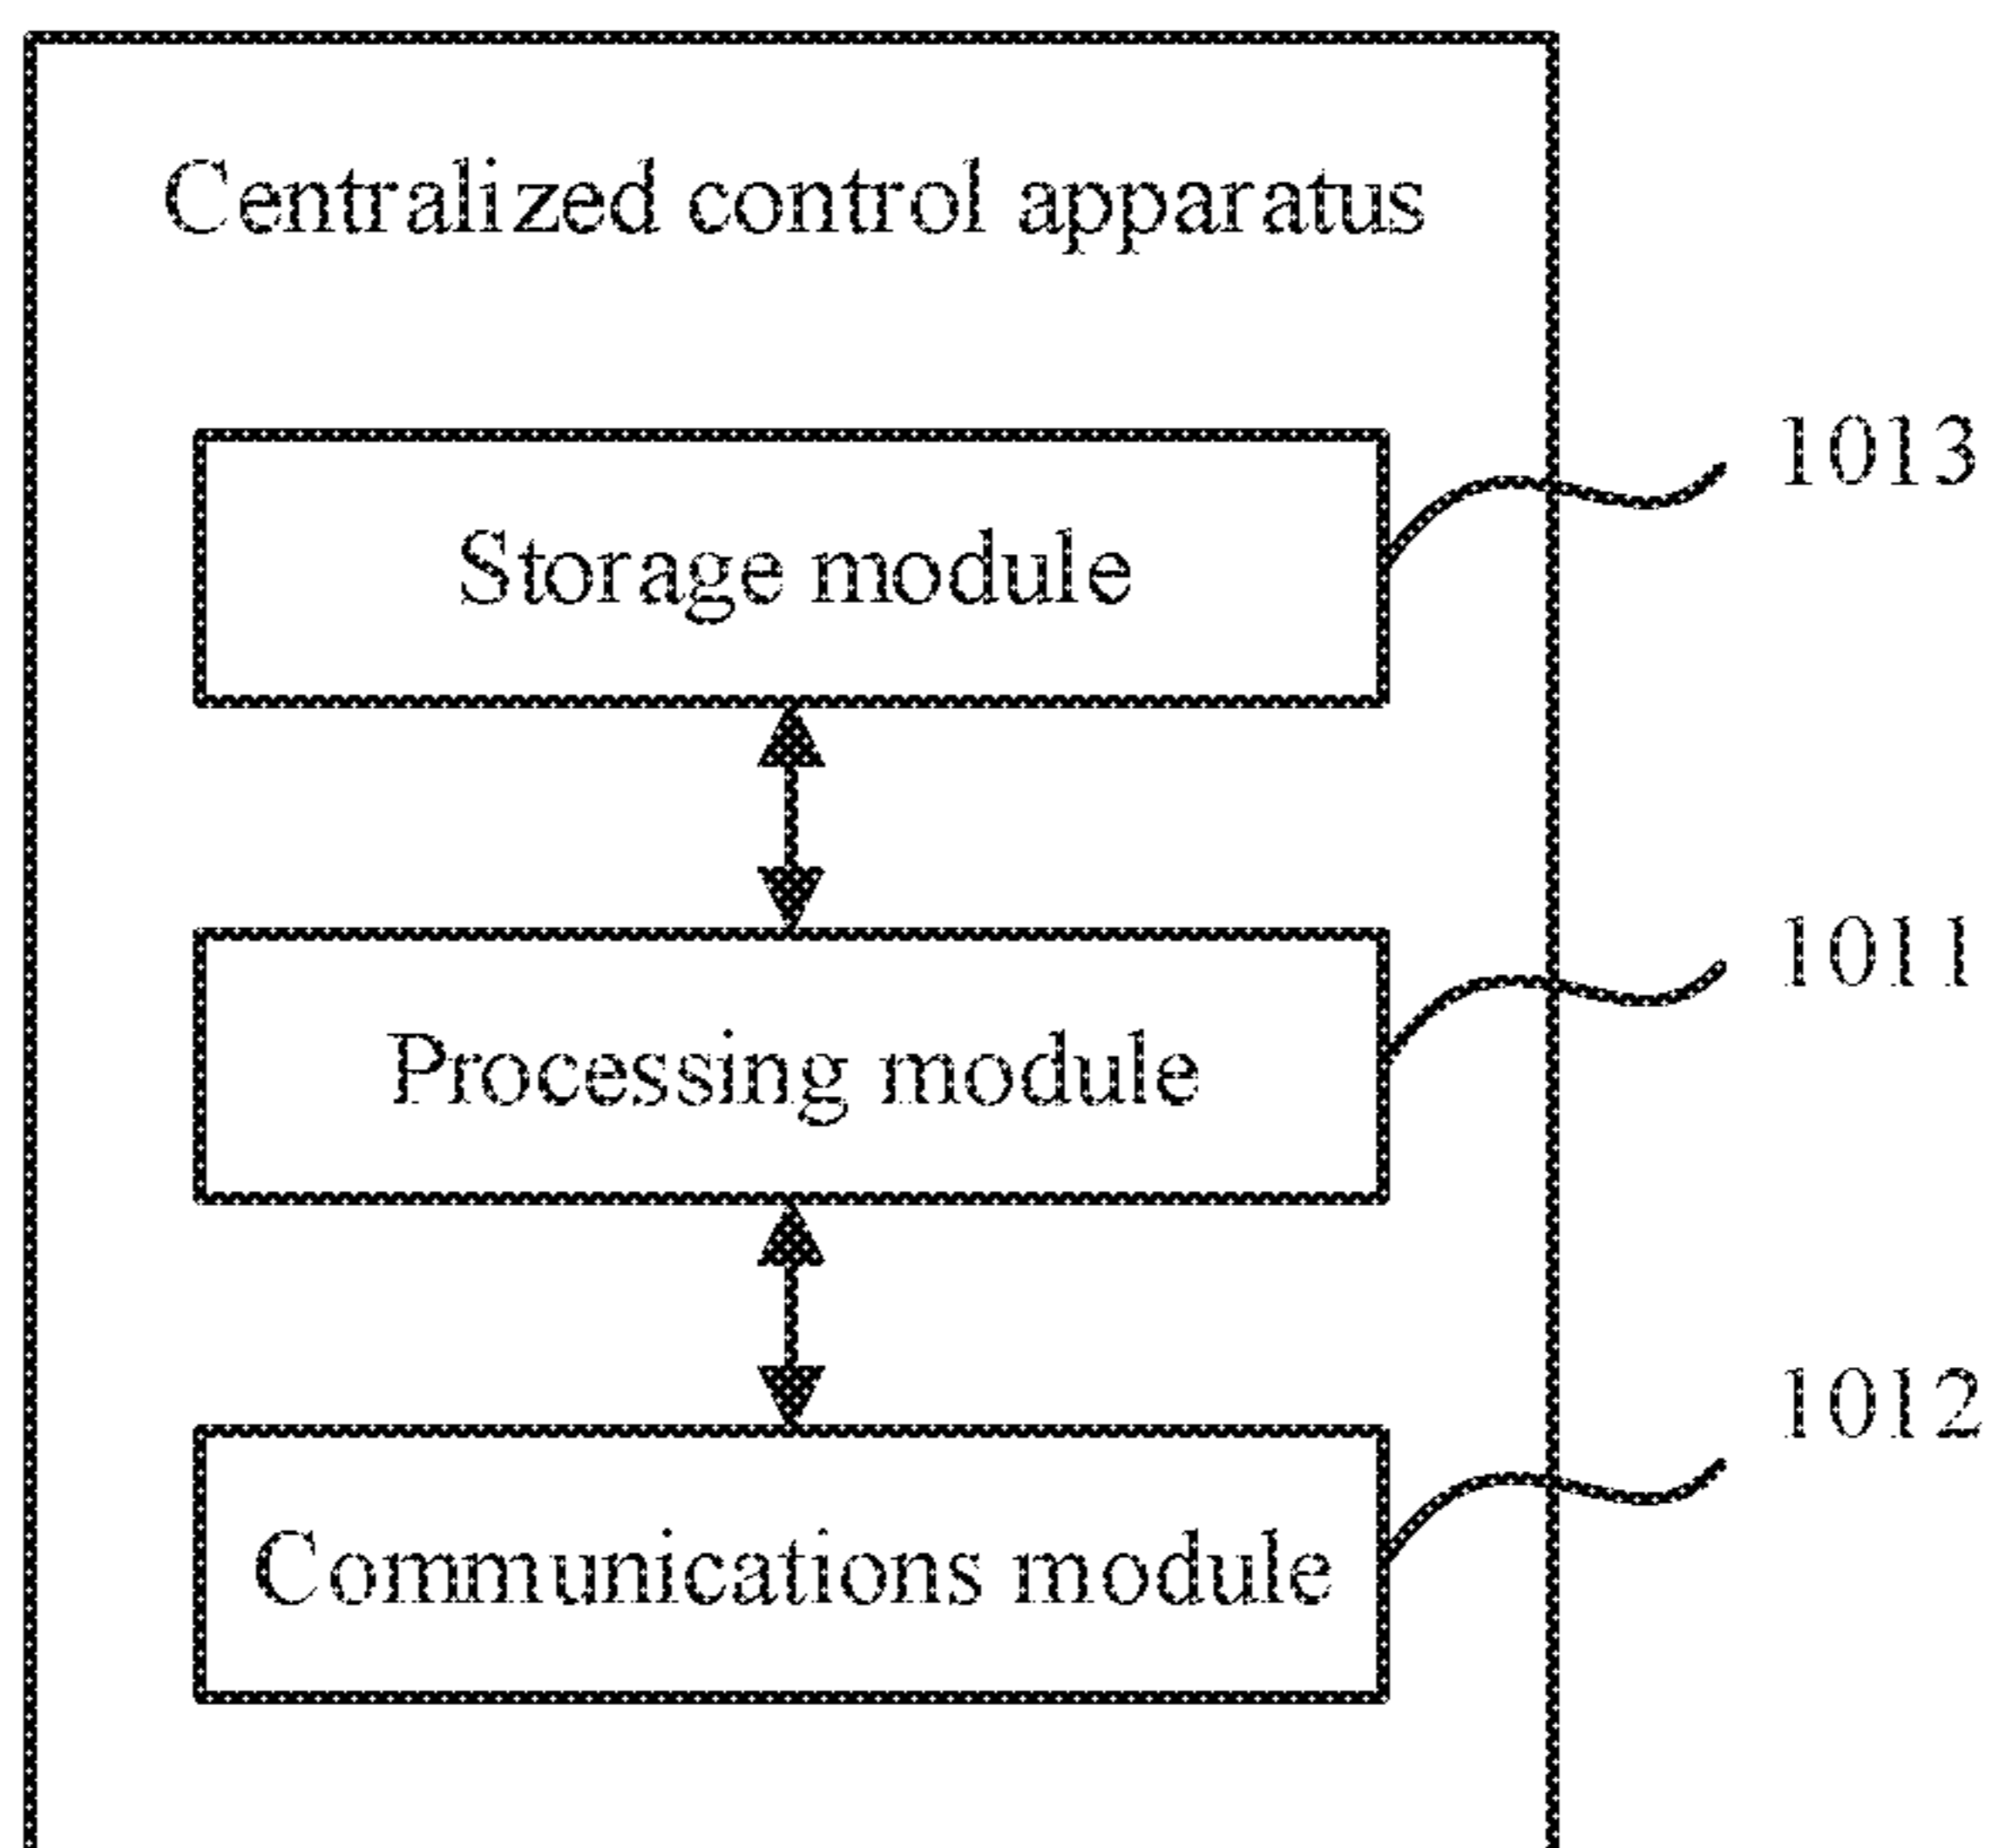 Centralized control apparatus
1013
Storage module
1011
Processing module
1012
Communications module